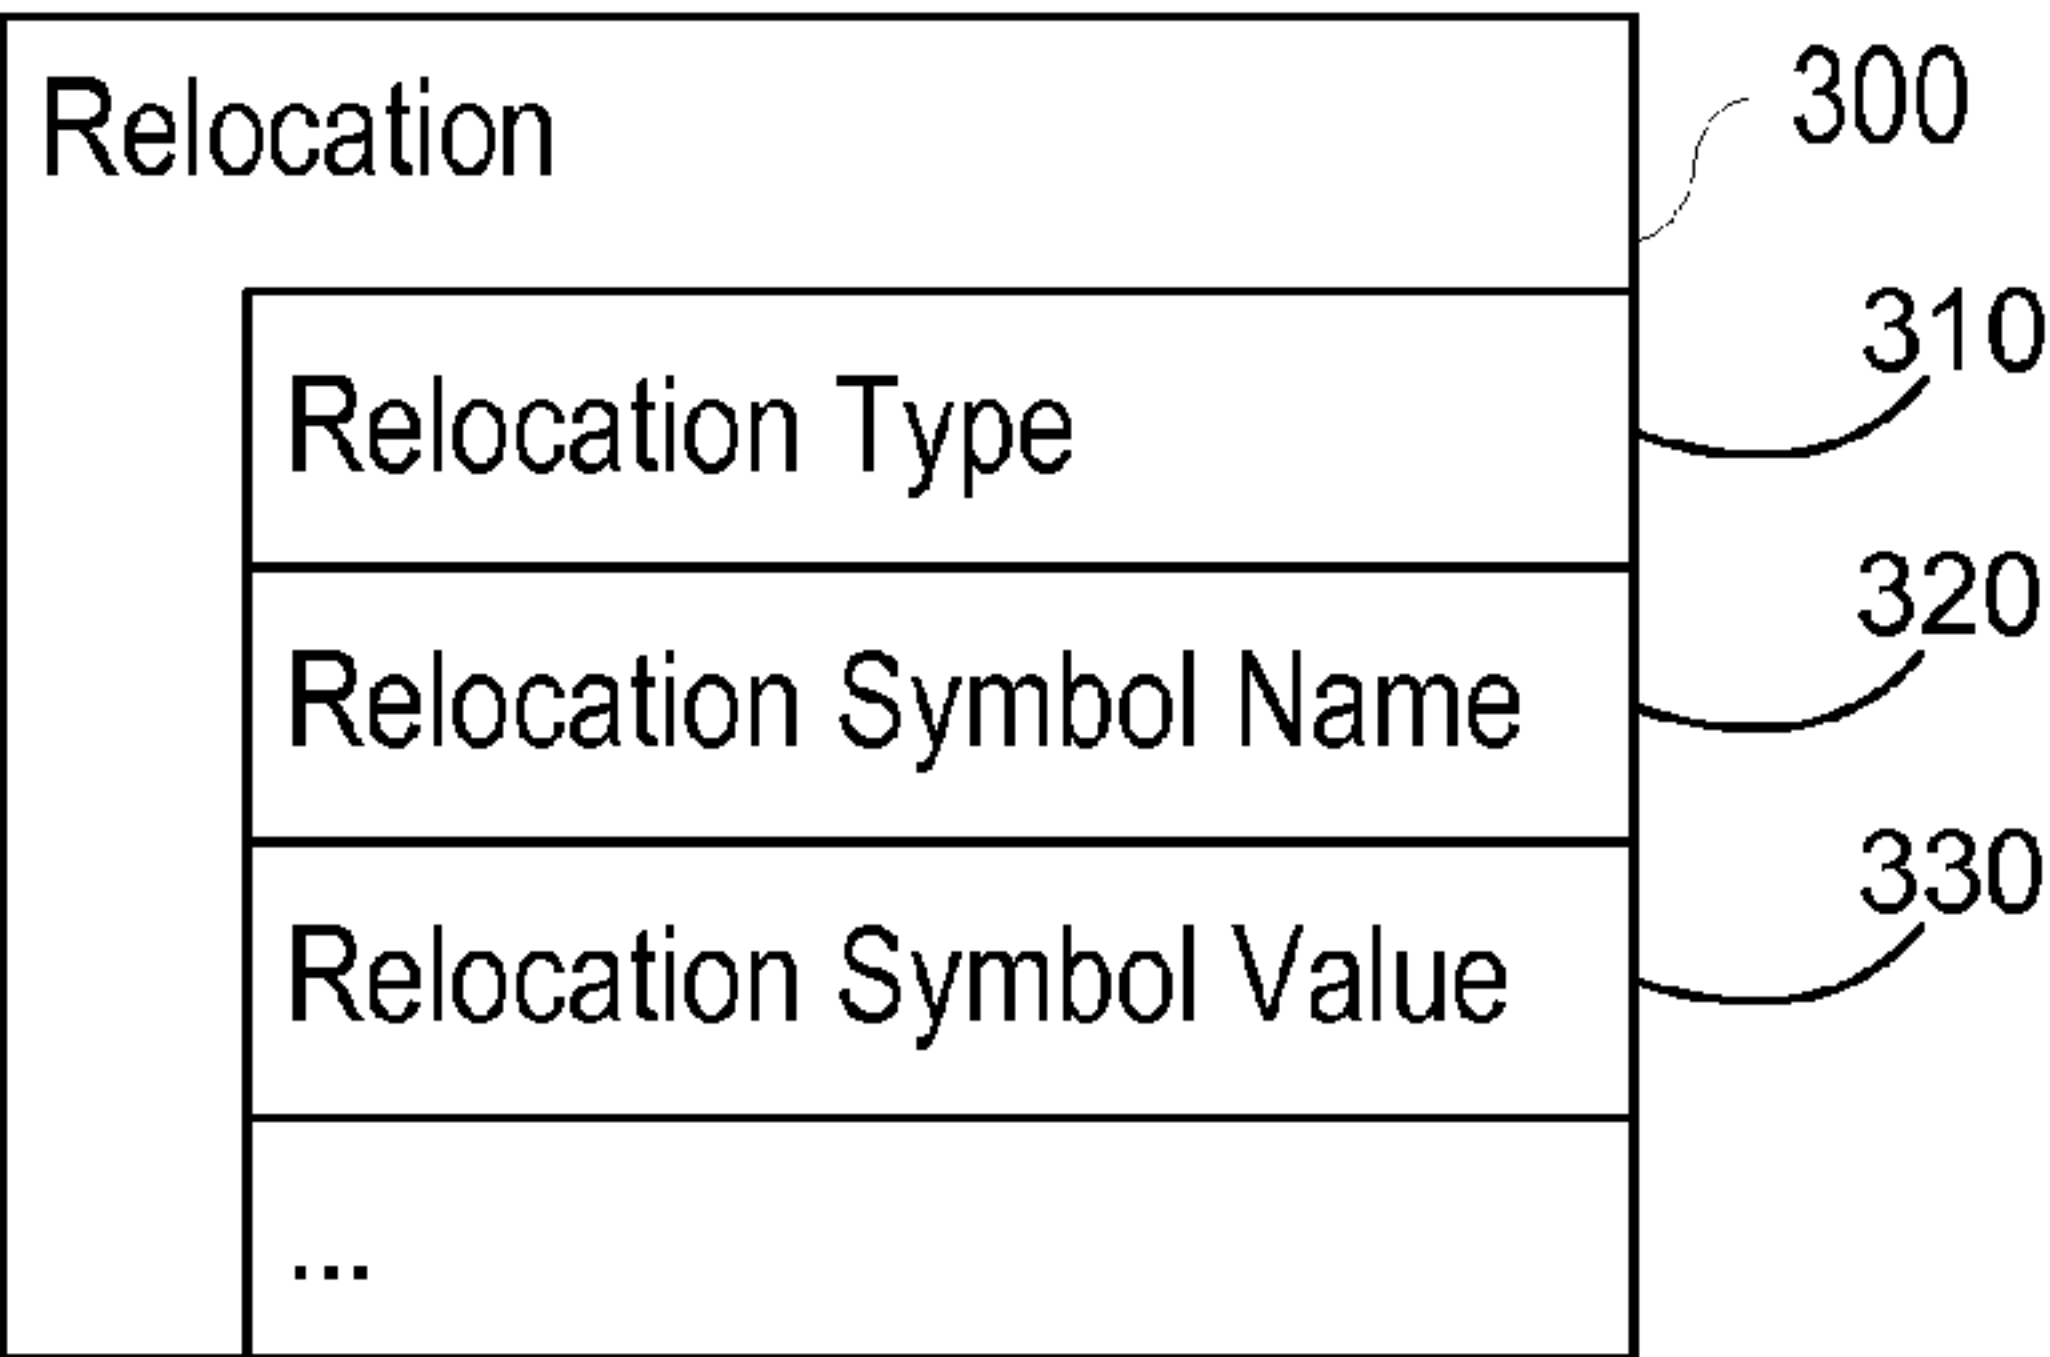 Relocation
300
Relocation Type
310
Relocation Symbol Name
320
Relocation Symbol Value
330
...